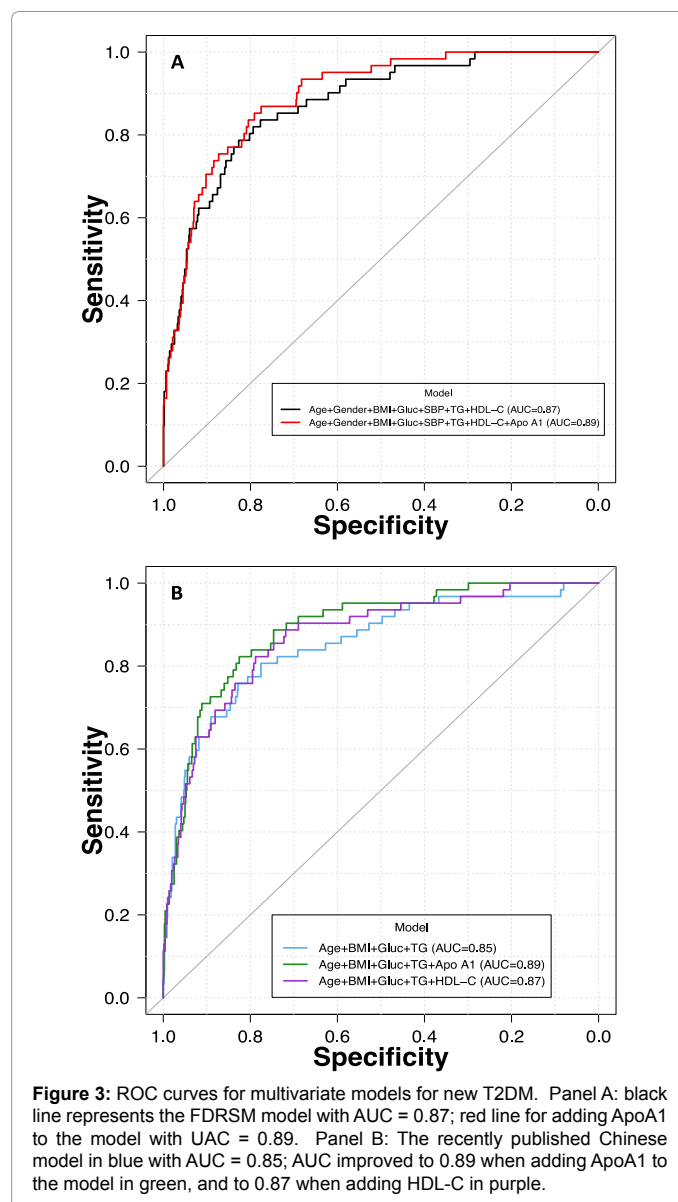 A
1.0
0.8
0.6
0.4
0.2
0.0
Sensitivity
Model
Age+Gender+BMI+Gluc+SBP+TG+HDL−C (AUC=0.87)
Age+Gender+BMI+Gluc+SBP+TG+HDL−C+Apo A1 (AUC=0.89)
1.0 0.8 0.6 0.4 0.2 0.0
Specificity
B
1.0
0.8
0.6
0.4
0.2
0.0
Sensitivity
Model
Age+BMI+Gluc+TG (AUC=0.85)
Age+BMI+Gluc+TG+Apo A1 (AUC=0.89)
Age+BMI+Gluc+TG+HDL−C (AUC=0.87)
1.0 0.8 0.6 0.4 0.2 0.0
Specificity
Figure 3: ROC curves for multivariate models for new T2DM. Panel A: black
line represents the FDRSM model with AUC = 0.87; red line for adding ApoA1
to the model with UAC = 0.89. Panel B: The recently published Chinese
model in blue with AUC = 0.85; AUC improved to 0.89 when adding ApoA1 to
the model in green, and to 0.87 when adding HDL-C in purple.